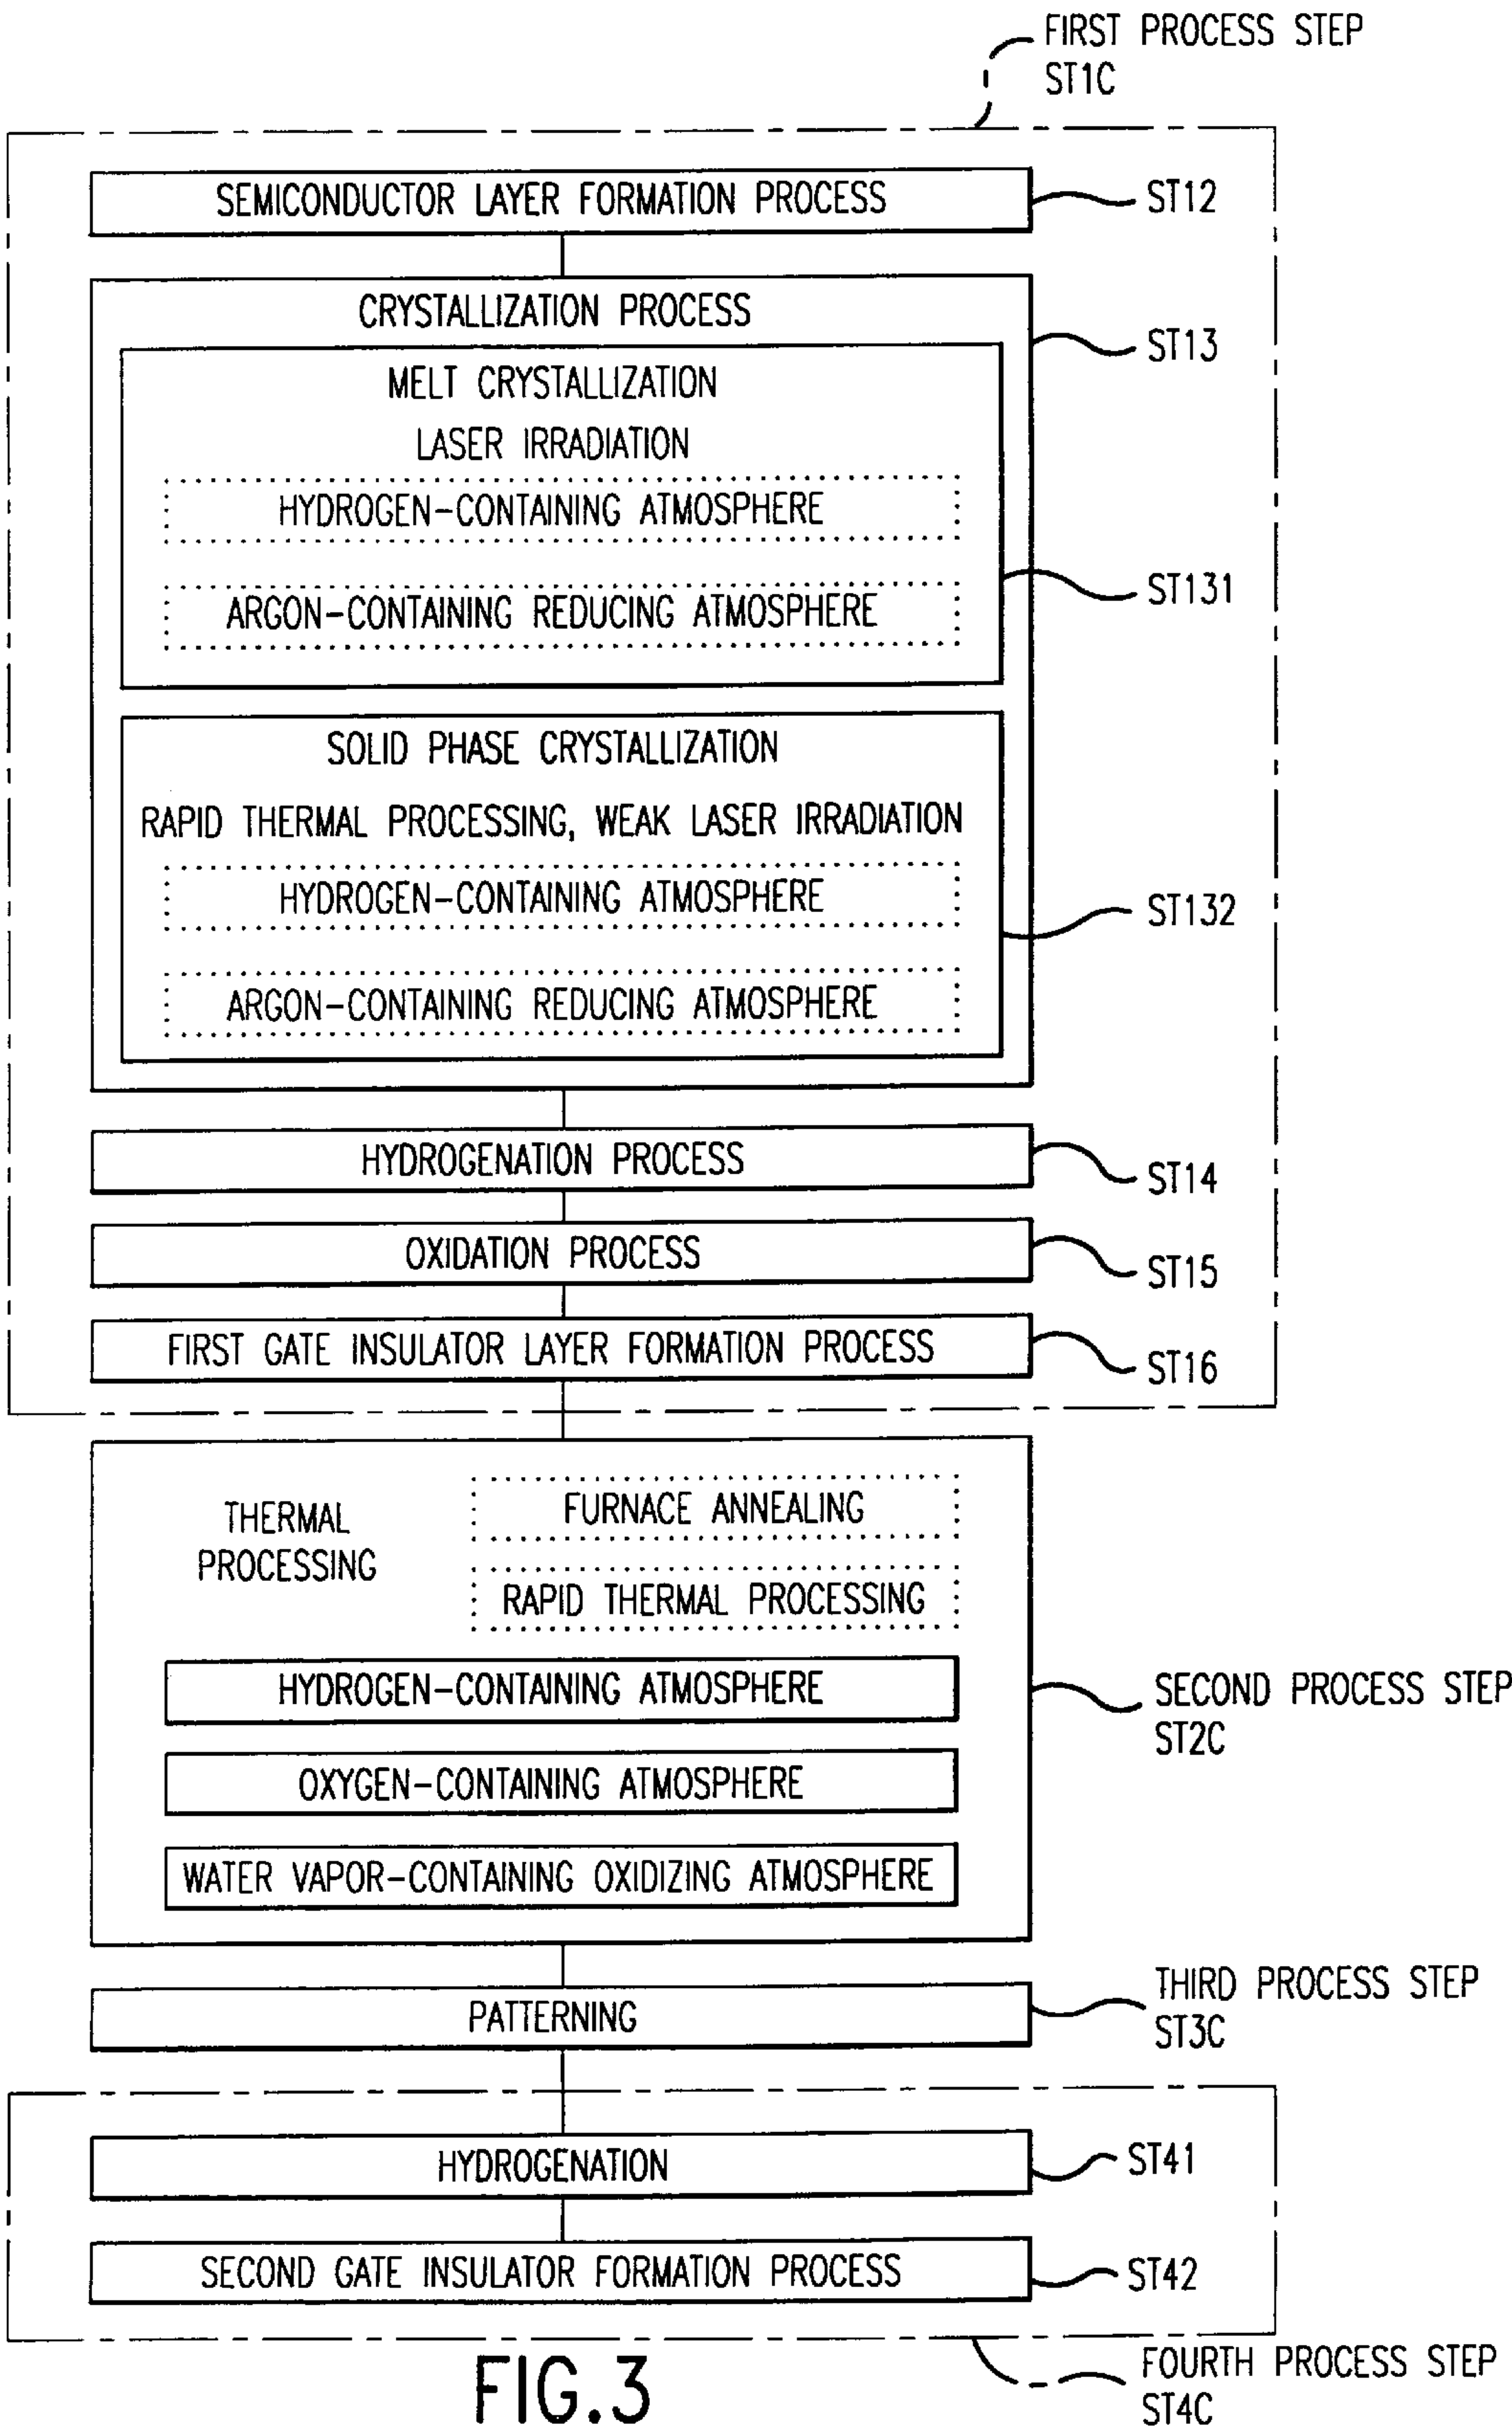 FIRST PROCESS STEP
ST1C
SEMICONDUCTOR LAYER FORMATION PROCESS
ST12
CRYSTALLIZATION PROCESS
ST13
MELT CRYSTALLIZATION
LASER IRRADIATION
HYDROGEN-CONTAINING ATMOSPHERE
ARGON-CONTAINING REDUCING ATMOSPHERE
ST131
SOLID PHASE CRYSTALLIZATION
RAPID THERMAL PROCESSING, WEAK LASER IRRADIATION
HYDROGEN-CONTAINING ATMOSPHERE
ST132
ARGON-CONTAINING REDUCING ATMOSPHERE
HYDROGENATION PROCESS
ST14
OXIDATION PROCESS
ST15
FIRST GATE INSULATOR LAYER FORMATION PROCESS
ST16
THERMAL
PROCESSING
FURNACE ANNEALING
RAPID THERMAL PROCESSING
HYDROGEN-CONTAINING ATMOSPHERE
SECOND PROCESS STEP
ST2C
OXYGEN-CONTAINING ATMOSPHERE
WATER VAPOR-CONTAINING OXIDIZING ATMOSPHERE
THIRD PROCESS STEP
ST3C
PATTERNING
HYDROGENATION
ST41
SECOND GATE INSULATOR FORMATION PROCESS
ST42
FOURTH PROCESS STEP
ST4C
FIG.3